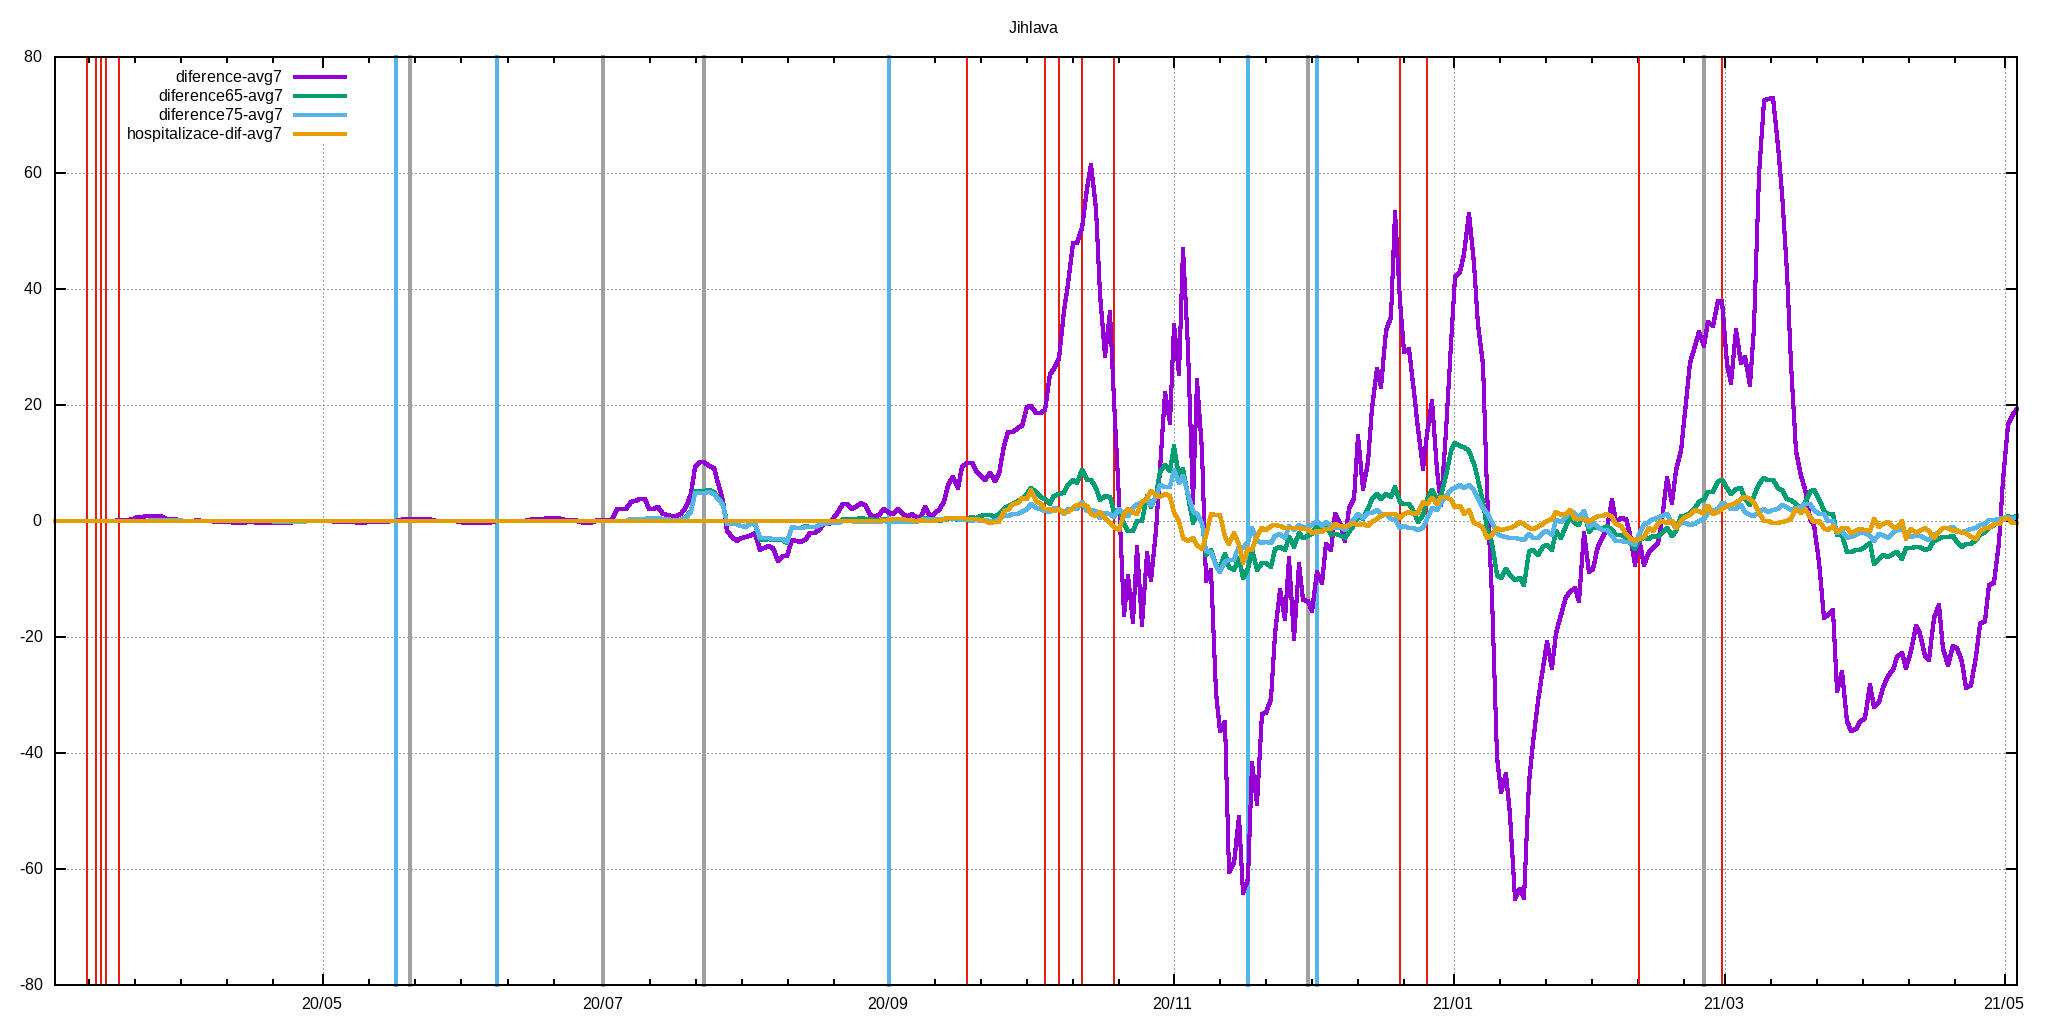 Jihlava
80
diference-avg7
diference65-avg7
diference75-avg7
hospitalizace-dif-avg7
60
40
20
0
-20
-40
-60
-80
20/05 20/07 20/09 20/11 21/01 21/03 21/05